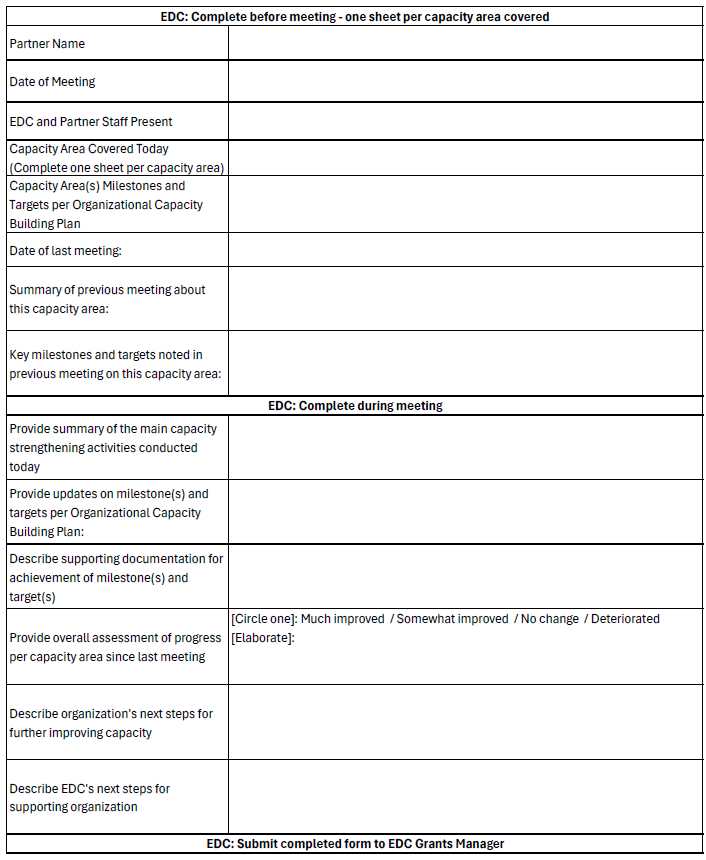 EDC: Complete before meeting - one sheet per capacity area covered
Partner Name
Date of Meeting
EDC and Partner Staff Present
Capacity Area Covered Today
(Complete one sheet per capacity area)
Capacity Area(s) Milestones and
Targets per Organizational Capacity
Building Plan
Date of last meeting:
Summary of previous meeting about
this capacity area:
Key milestones and targets noted in
previous meeting on this capacity area:
EDC: Complete during meeting
Provide summary of the main capacity
strengthening activities conducted
today
Provide updates on milestone(s) and
targets per Organizational Capacity
Building Plan:
Describe supporting documentation for
achievement of milestone(s) and
target(s)
Provide overall assessment of progress
per capacity area since last meeting
[Circle one]: Much improved / Somewhat improved / No change / Deteriorated
[Elaborate]:
Describe organization's next steps for
further improving capacity
Describe EDC's next steps for
supporting organization
EDC: Submit completed form to EDC Grants Manager